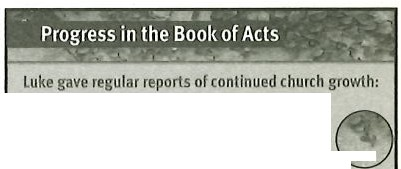 Progress in the Book of Acts
Luke gave regular reports of continued church growth: